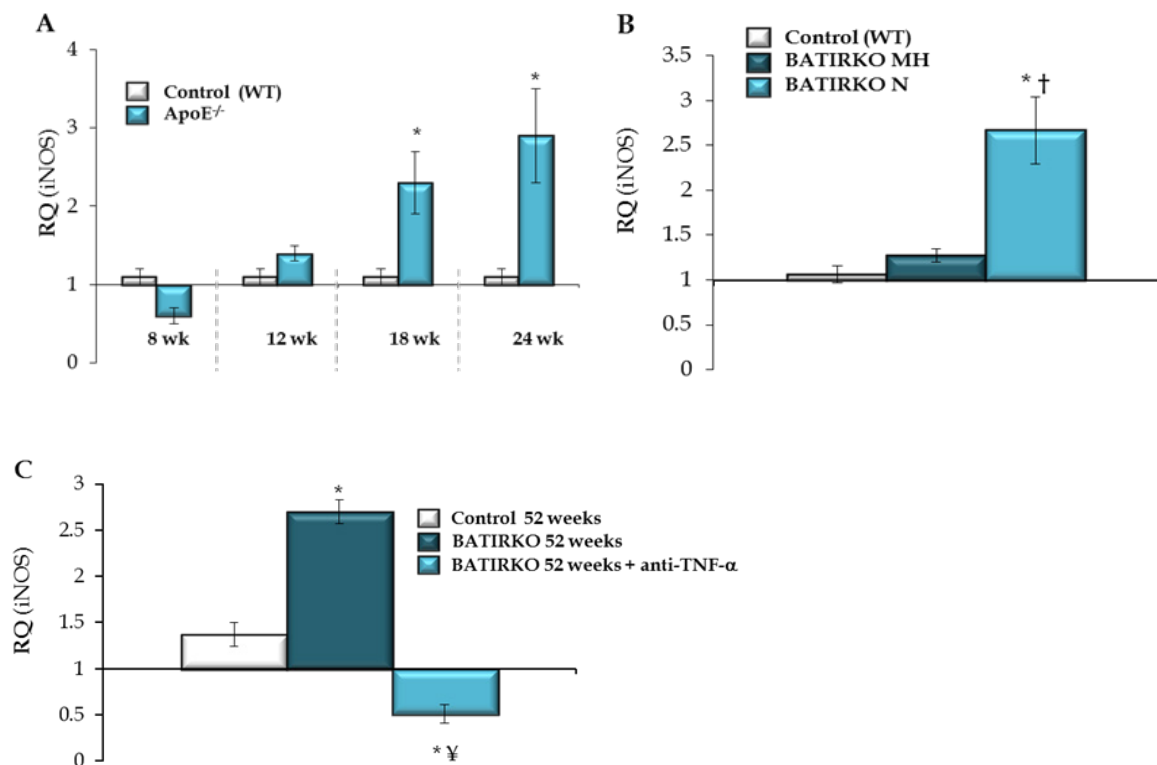 A
4
3
2
1
0
RQ (iNOS)
Control (WT)
ApoE-/-
*
*
8 wk
12 wk
18 wk
24 wk
B
3.5
3
2.5
2
1.5
1
0.5
0
RQ (iNOS)
Control (WT)
BATIRKO MH
BATIRKO N
* †
C
3
2.5
2
1.5
1
0.5
0
RQ (iNOS)
*
Control 52 weeks
BATIRKO 52 weeks
BATIRKO 52 weeks + anti-TNF-α
* ¥